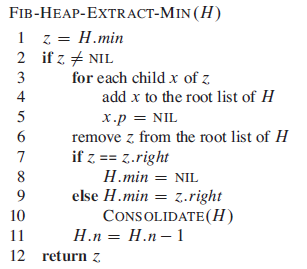 FIB-HEAP-EXTRACT-MIN(H)
1 z = H.min
2 if z ≠ NIL
3 for each child x of z
4 add x to the root list of H
5 x.p = NIL
6 remove z from the root list of H
7 if z == z.right
8 H.min = NIL
9 else H.min = z.right
10 CONSOLIDATE(H)
11 H.n = H.n − 1
12 return z